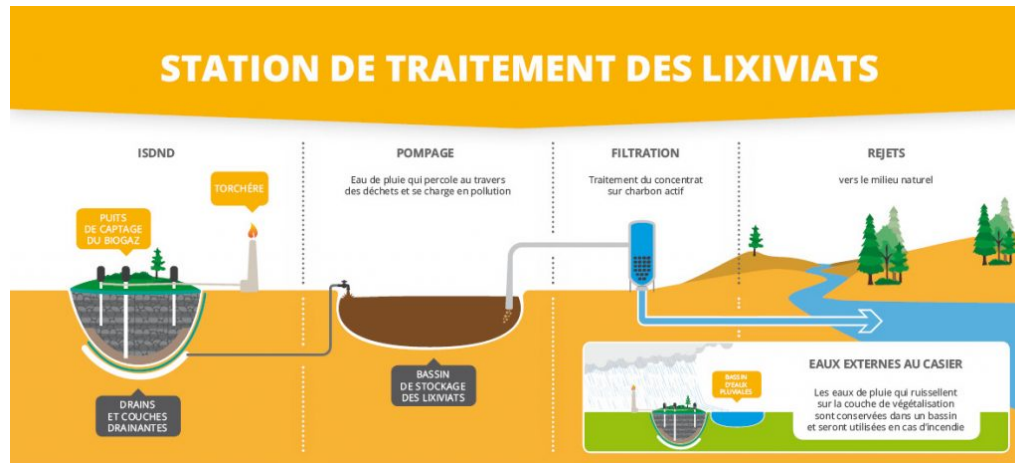 STATION DE TRAITEMENT DES LIXIVIATS
ISDND
TORCHÉRE
PUITS
DE CAPTAGE
DU BIOGAZ
DRAINS
ET COUCHES
DRAINANTES
POMPAGE
Eau de pluie qui percole au travers
des déchets et se charge en pollution
BASSIN
DE STOCKAGE
DES LIXIVIATS
FILTRATION
Traitement du concentrat
sur charbon actif
REJETS
vers le milieu naturel
BASSIN
D'EAUX
PLUVIALES
EAUX EXTERNES AU CASIER
Les eaux de pluie qui ruissellent
sur la couche de végétalisation
sont conservées dans un bassin
et seront utilisées en cas d'incendie